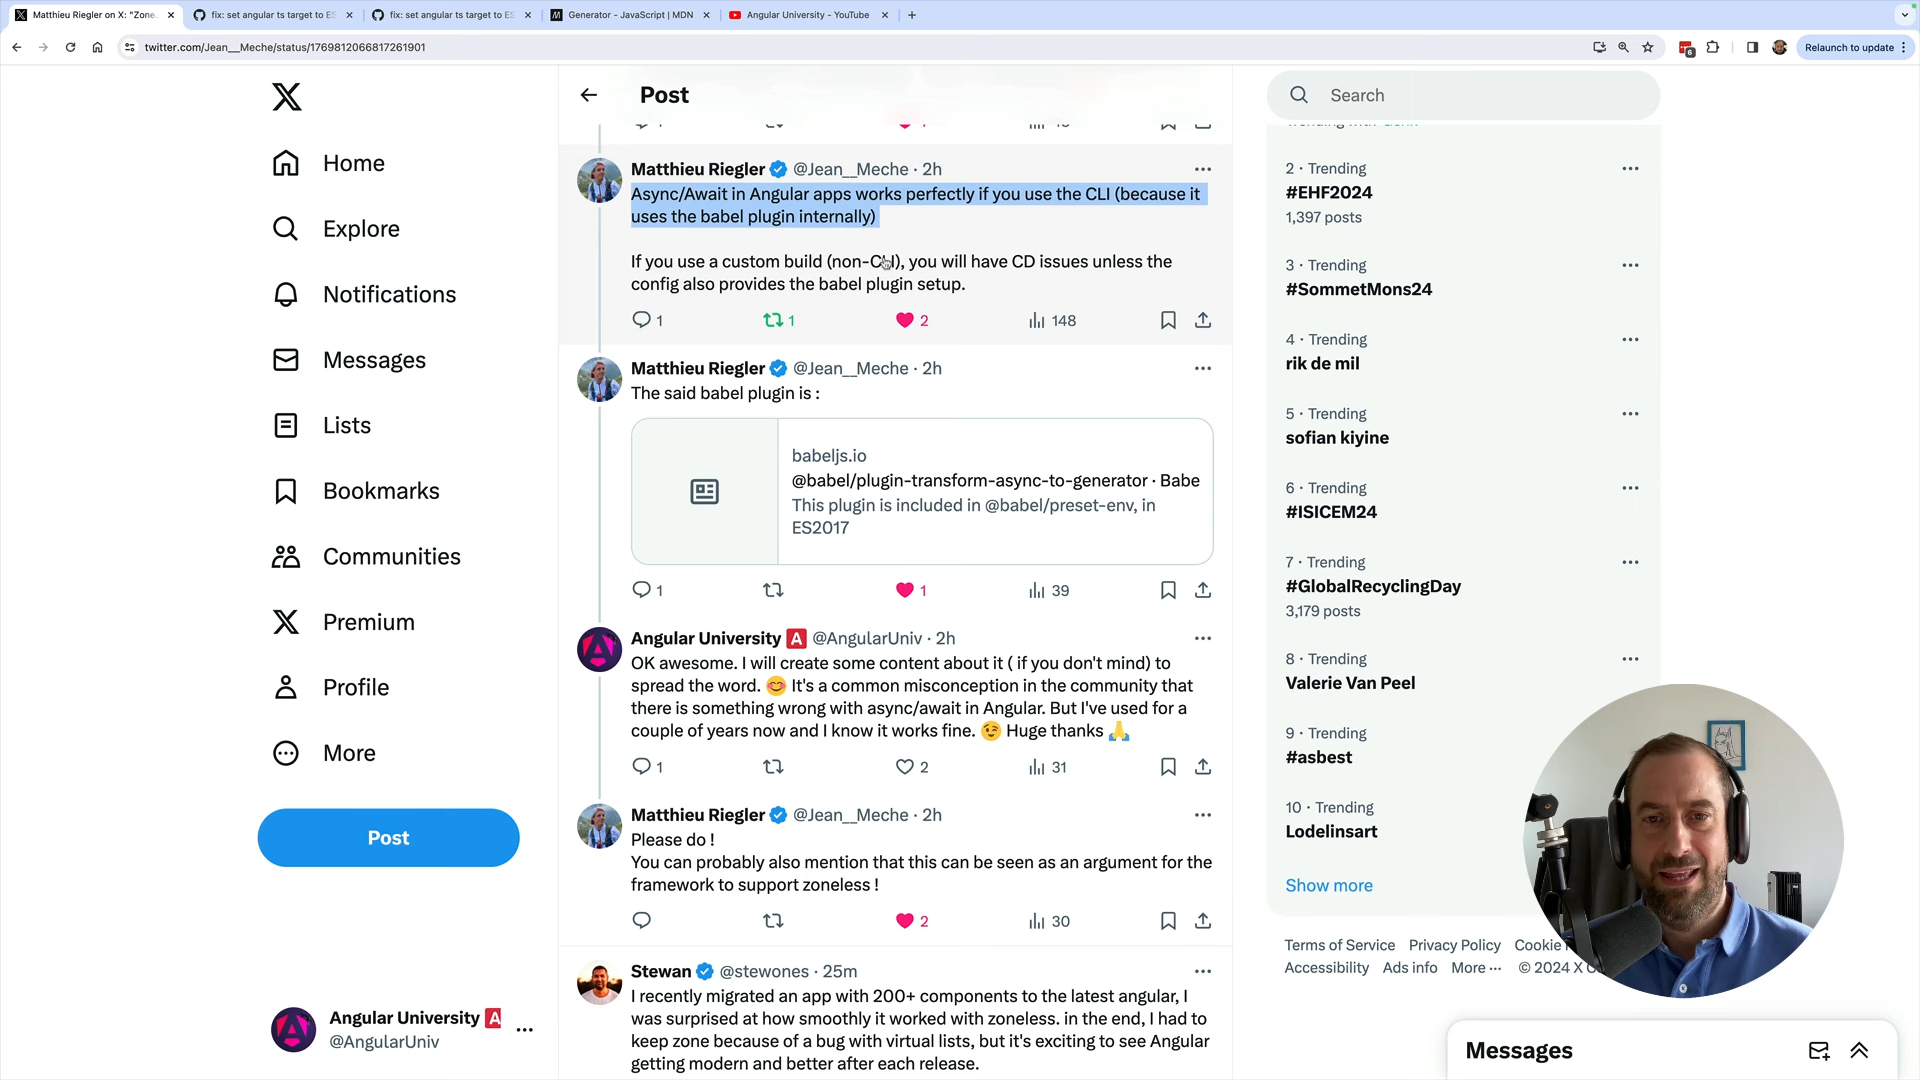 Matthieu Riegler on X: "Zone.
fix: set angular ts target to ES
fix: set angular ts target to ES
Generator - JavaScript | MDN
Angular University - YouTube
twitter.com/Jean__Meche/status/1769812066817261901
6
Relaunch to update
Home
Explore
Notifications
Messages
Lists
Bookmarks
Communities
Premium
Profile
More
Post
Angular University A
@AngularUniv
Post
Matthieu Riegler @Jean__Meche · 2h
Async/Await in Angular apps works perfectly if you use the CLI (because it
uses the babel plugin internally)
If you use a custom build (non-CLI), you will have CD issues unless the
config also provides the babel plugin setup.
1 1 2 148
Matthieu Riegler @Jean__Meche · 2h
The said babel plugin is :
babeljs.io
@babel/plugin-transform-async-to-generator · Babe
This plugin is included in @babel/preset-env, in
ES2017
1 1 39
Angular University A @AngularUniv · 2h
OK awesome. I will create some content about it ( if you don't mind) to
spread the word. 😊 It's a common misconception in the community that
there is something wrong with async/await in Angular. But I've used for a
couple of years now and I know it works fine. 😉 Huge thanks 🙏
1 2 31
Matthieu Riegler @Jean__Meche · 2h
Please do !
You can probably also mention that this can be seen as an argument for the
framework to support zoneless !
2 30
Stewan @stewones · 25m
I recently migrated an app with 200+ components to the latest angular, I
was surprised at how smoothly it worked with zoneless. in the end, I had to
keep zone because of a bug with virtual lists, but it's exciting to see Angular
getting modern and better after each release.
Search
2 · Trending
#EHF2024
1,397 posts
3 · Trending
#SommetMons24
4 · Trending
rik de mil
5 · Trending
sofian kiyine
6 · Trending
#ISICEM24
7 · Trending
#GlobalRecyclingDay
3,179 posts
8 · Trending
Valerie Van Peel
9 · Trending
#asbest
10 · Trending
Lodelinsart
Show more
Terms of Service Privacy Policy Cookie
Accessibility Ads info More ··· © 2024 X
Messages